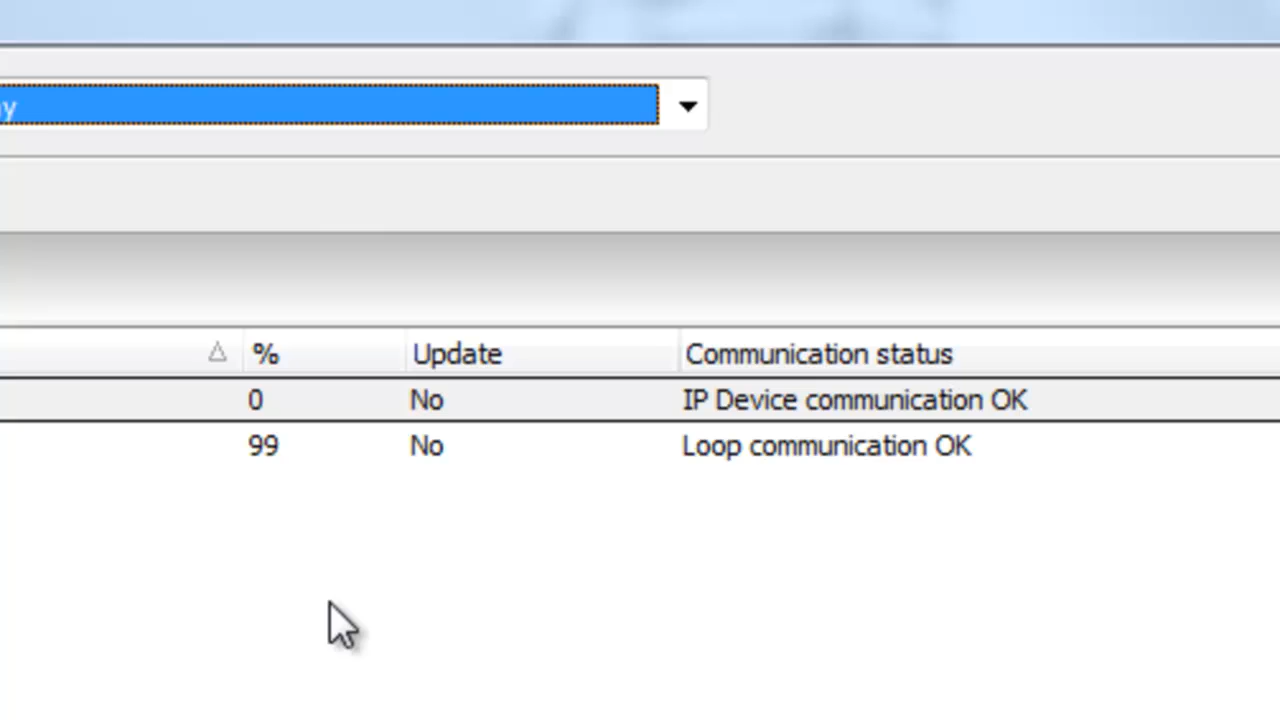 % Update Communication status
0 No IP Device communication OK
99 No Loop communication OK